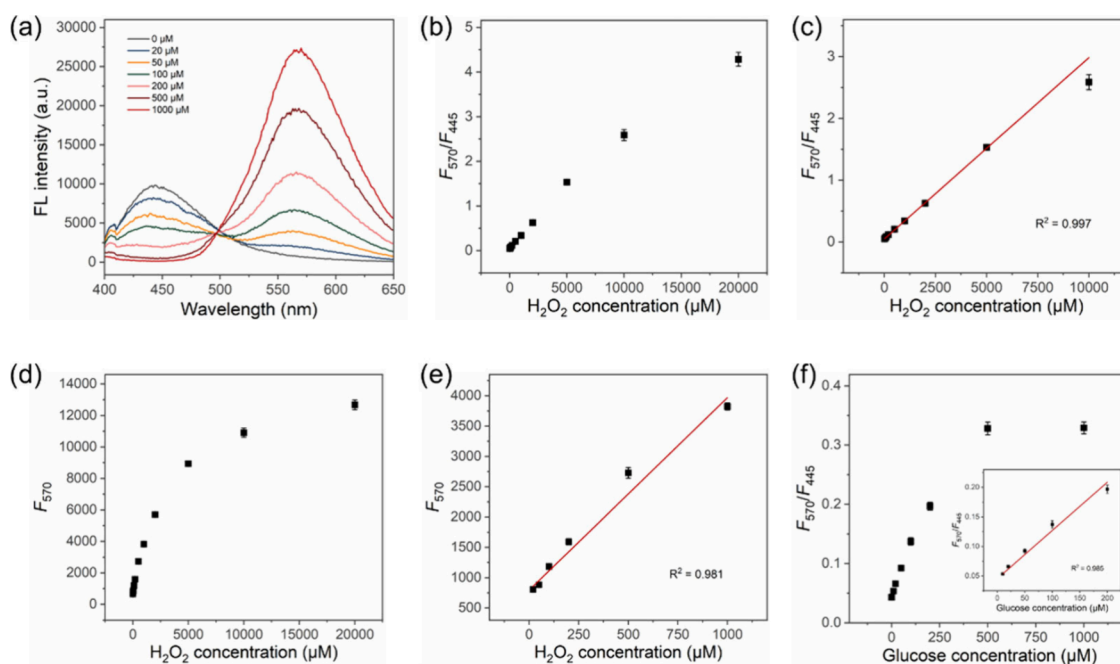 (a)
30000
25000
20000
15000
10000
5000
0
FL intensity (a.u.)
0 µM
20 µM
50 µM
100 µM
200 µM
500 µM
1000 µM
400 450 500 550 600 650
Wavelength (nm)
(b)
5
4
3
2
1
0
F₅₇₀/F₄₄₅
0 5000 10000 15000 20000
H₂O₂ concentration (µM)
(c)
3
2
1
0
F₅₇₀/F₄₄₅
R² = 0.997
0 2500 5000 7500 10000
H₂O₂ concentration (µM)
(d)
14000
12000
10000
8000
6000
4000
2000
0
F₅₇₀
0 5000 10000 15000 20000
H₂O₂ concentration (µM)
(e)
4000
3500
3000
2500
2000
1500
1000
500
F₅₇₀
R² = 0.981
0 250 500 750 1000
H₂O₂ concentration (µM)
(f)
0.4
0.3
0.2
0.1
0.0
F₅₇₀/F₄₄₅
0.20
0.15
0.10
0.05
F₅₇₀/F₄₄₅
R² = 0.985
0 50 100 150 200
Glucose concentration (µM)
0 250 500 750 1000
Glucose concentration (µM)